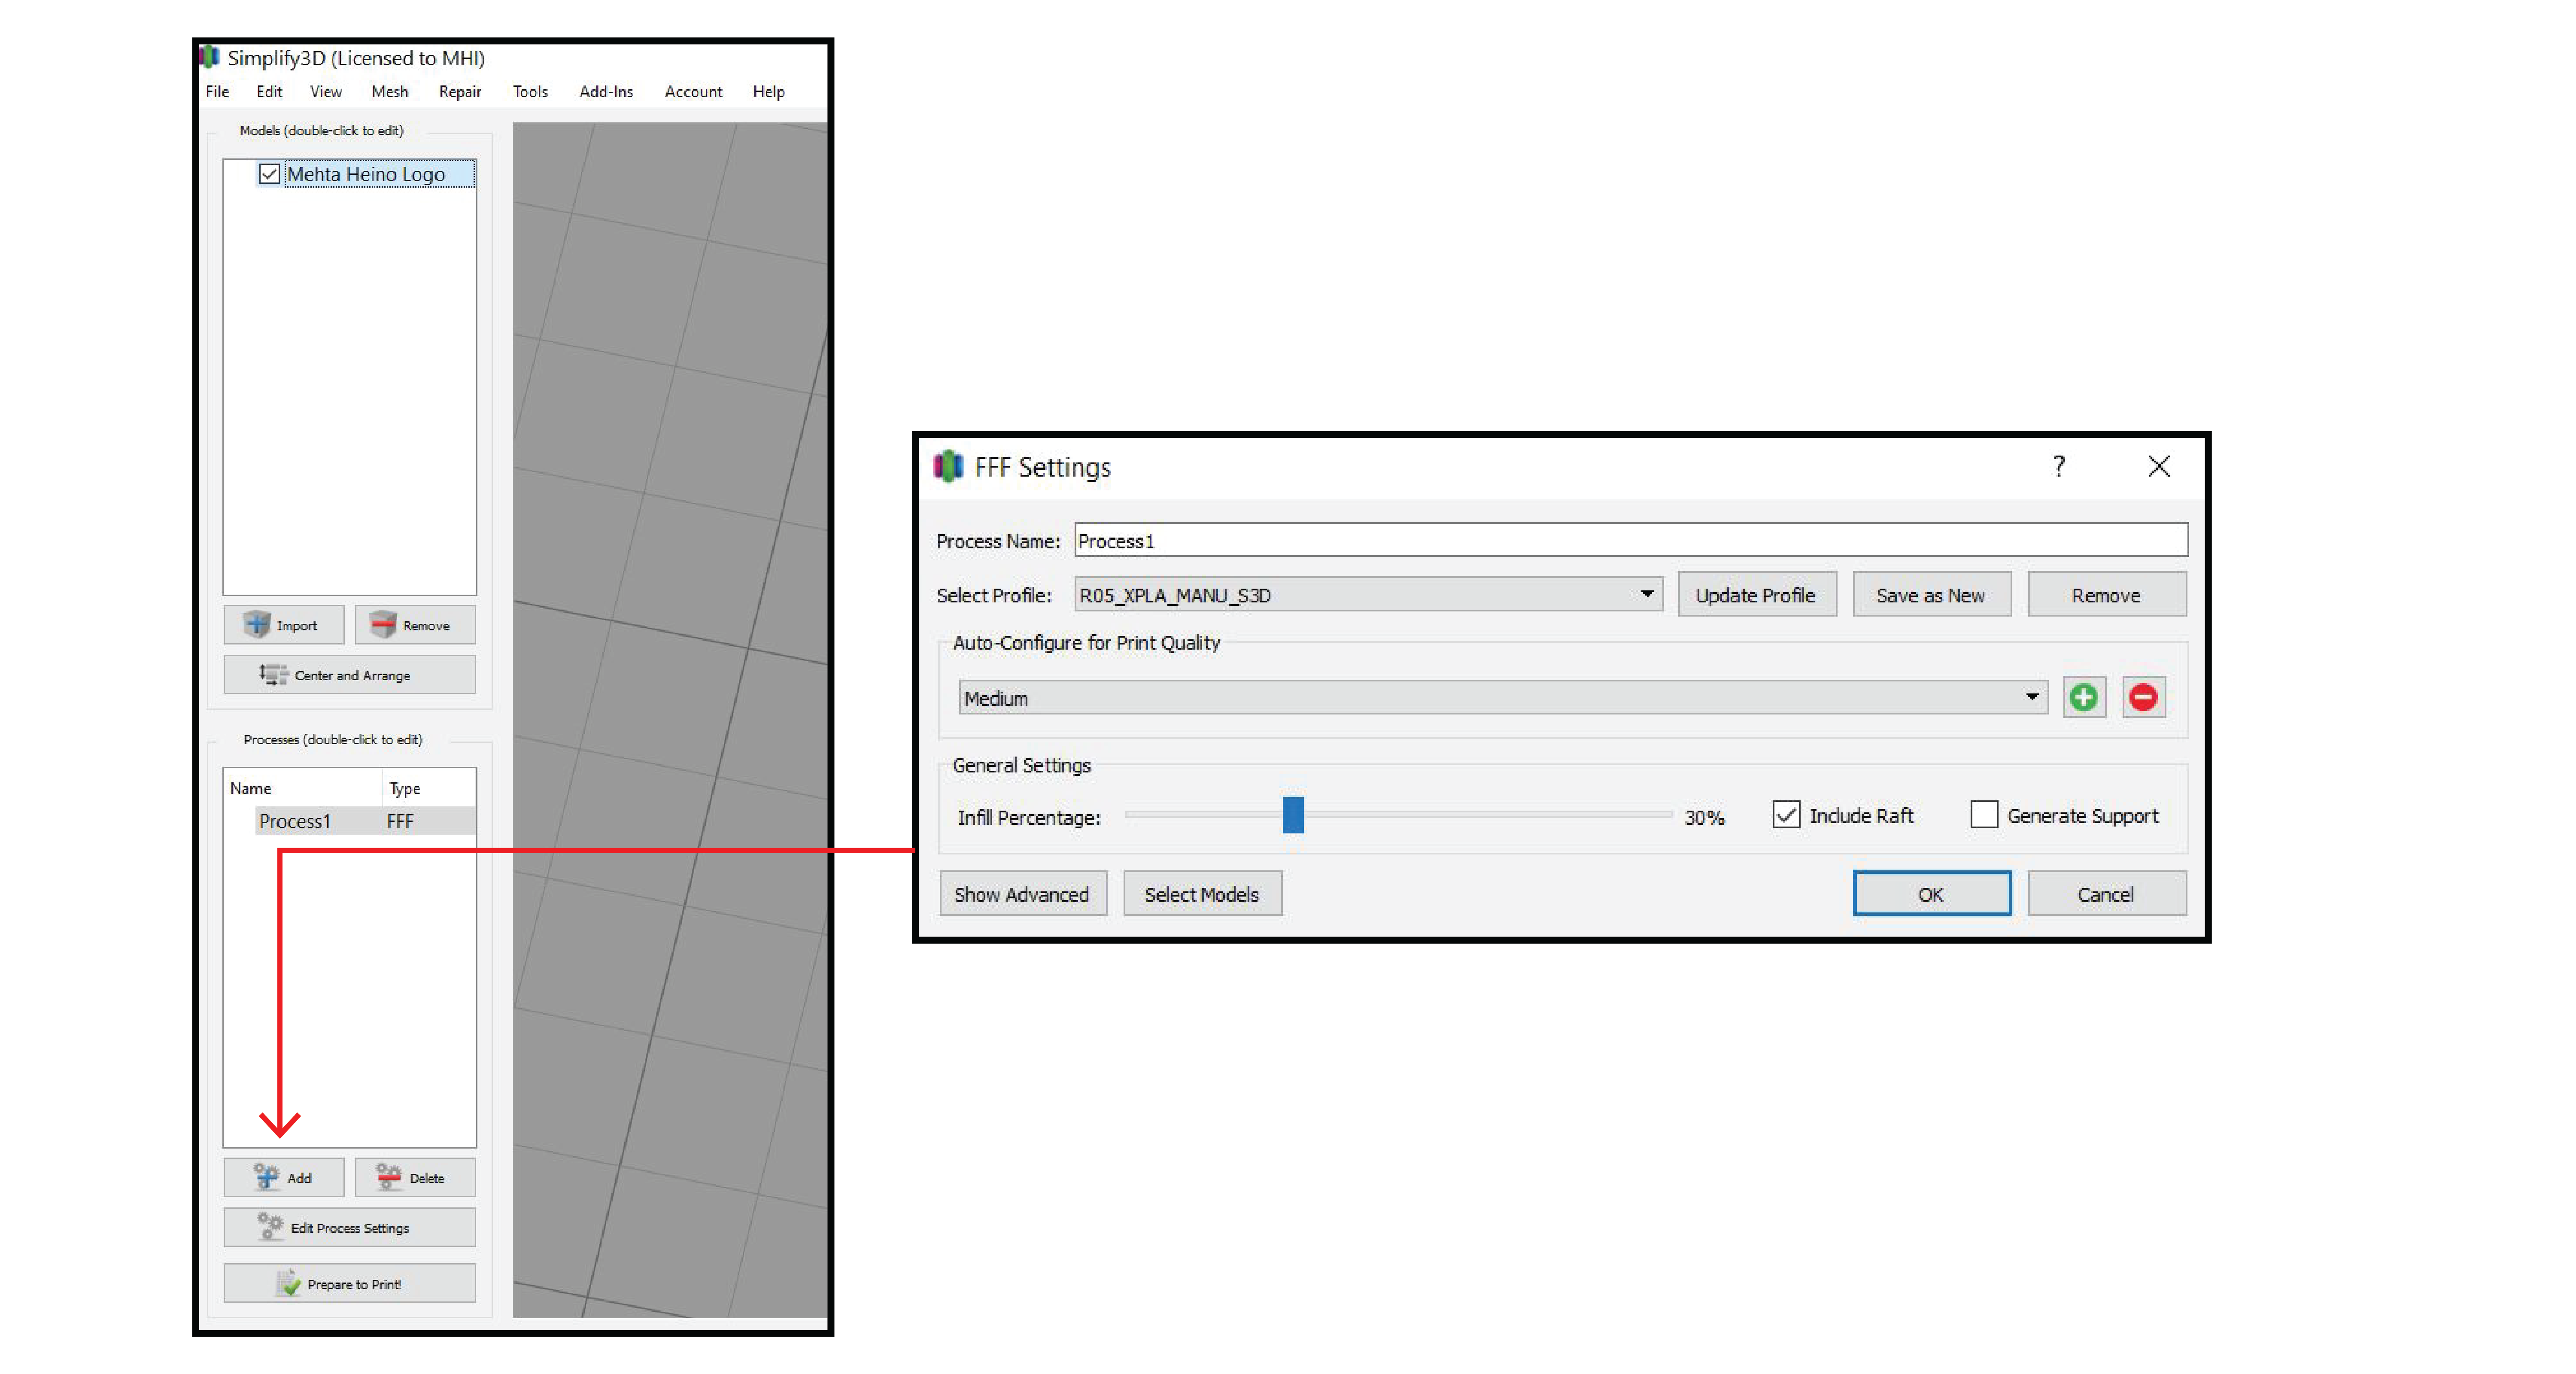 Simplify3D (Licensed to MHI)
File Edit View Mesh Repair Tools Add-Ins Account Help
Models (double-click to edit)
Mehta Heino Logo
Import Remove
Center and Arrange
Processes (double-click to edit)
Name Type
Process1 FFF
Add Delete
Edit Process Settings
Prepare to Print!
FFF Settings ?
Process Name: Process1
Select Profile: R05_XPLA_MANU_S3D Update Profile Save as New Remove
Auto-Configure for Print Quality
Medium
General Settings
Infill Percentage: 30% Include Raft Generate Support
Show Advanced Select Models OK Cancel